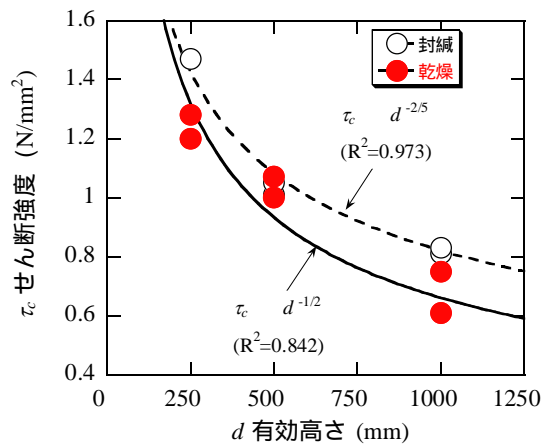 τc せん断強度 (N/mm²)
1.6
1.4
1.2
1
0.8
0.6
0.4
封緘
乾燥
τc d^-2/5
(R²=0.973)
τc d^-1/2
(R²=0.842)
0 250 500 750 1000 1250
d 有効高さ (mm)